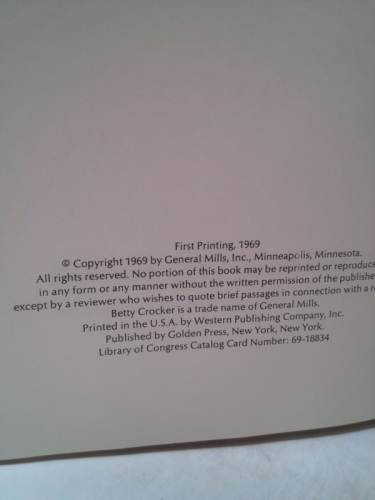 First Printing, 1969
© Copyright 1969 by General Mills, Inc., Minneapolis, Minnesota.
All rights reserved. No portion of this book may be reprinted or reproduce
in any form or any manner without the written permission of the publishe
except by a reviewer who wishes to quote brief passages in connection with a r
Betty Crocker is a trade name of General Mills.
Printed in the U.S.A. by Western Publishing Company, Inc.
Published by Golden Press, New York, New York.
Library of Congress Catalog Card Number: 69-18834